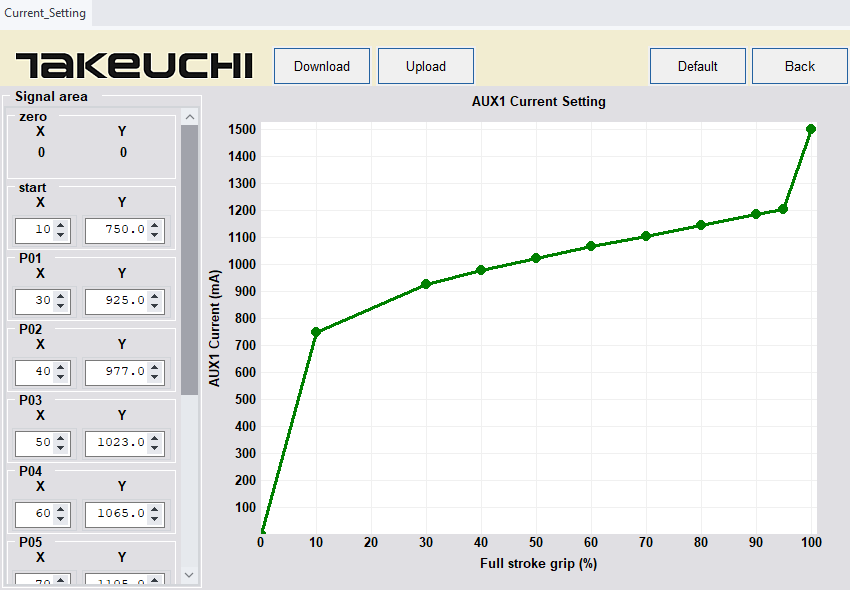 Current_Setting
TAKEUCHI
Download
Upload
Default
Back
Signal area
zero
X Y
0 0
start
X Y
10 750.0
P01
X Y
30 925.0
P02
X Y
40 977.0
P03
X Y
50 1023.0
P04
X Y
60 1065.0
P05
X Y
70 1105.0
AUX1 Current Setting
AUX1 Current (mA)
1500
1400
1300
1200
1100
1000
900
800
700
600
500
400
300
200
100
0 10 20 30 40 50 60 70 80 90 100
Full stroke grip (%)